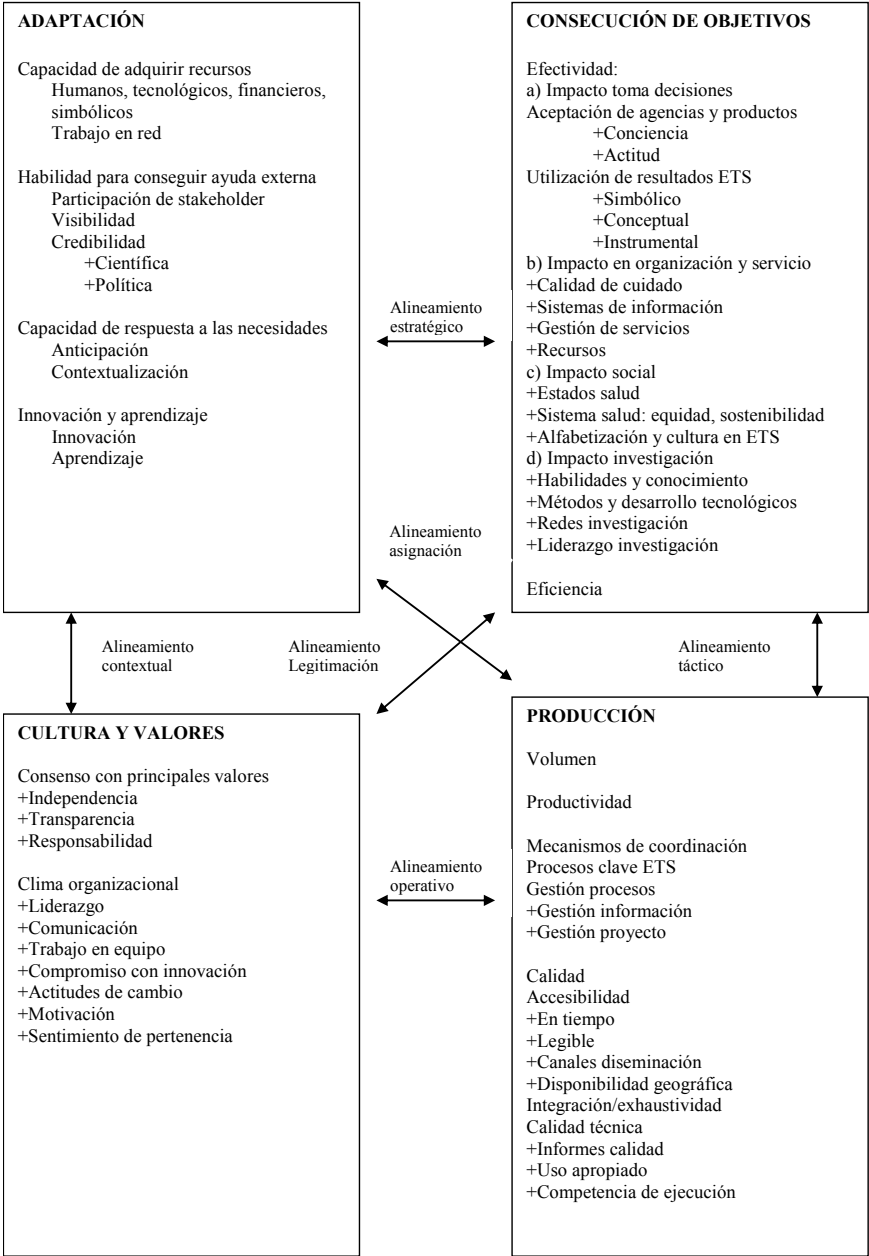 ADAPTACIÓN
Capacidad de adquirir recursos
Humanos, tecnológicos, financieros,
simbólicos
Trabajo en red
Habilidad para conseguir ayuda externa
Participación de stakeholder
Visibilidad
Credibilidad
+Científica
+Política
Capacidad de respuesta a las necesidades
Anticipación
Contextualización
Innovación y aprendizaje
Innovación
Aprendizaje
Alineamiento
estratégico
Alineamiento
asignación
CONSECUCIÓN DE OBJETIVOS
Efectividad:
a) Impacto toma decisiones
Aceptación de agencias y productos
+Conciencia
+Actitud
Utilización de resultados ETS
+Simbólico
+Conceptual
+Instrumental
b) Impacto en organización y servicio
+Calidad de cuidado
+Sistemas de información
+Gestión de servicios
+Recursos
c) Impacto social
+Estados salud
+Sistema salud: equidad, sostenibilidad
+Alfabetización y cultura en ETS
d) Impacto investigación
+Habilidades y conocimiento
+Métodos y desarrollo tecnológicos
+Redes investigación
+Liderazgo investigación
Eficiencia
Alineamiento
contextual
Alineamiento
Legitimación
Alineamiento
táctico
CULTURA Y VALORES
Consenso con principales valores
+Independencia
+Transparencia
+Responsabilidad
Clima organizacional
+Liderazgo
+Comunicación
+Trabajo en equipo
+Compromiso con innovación
+Actitudes de cambio
+Motivación
+Sentimiento de pertenencia
Alineamiento
operativo
PRODUCCIÓN
Volumen
Productividad
Mecanismos de coordinación
Procesos clave ETS
Gestión procesos
+Gestión información
+Gestión proyecto
Calidad
Accesibilidad
+En tiempo
+Legible
+Canales diseminación
+Disponibilidad geográfica
Integración/exhaustividad
Calidad técnica
+Informes calidad
+Uso apropiado
+Competencia de ejecución